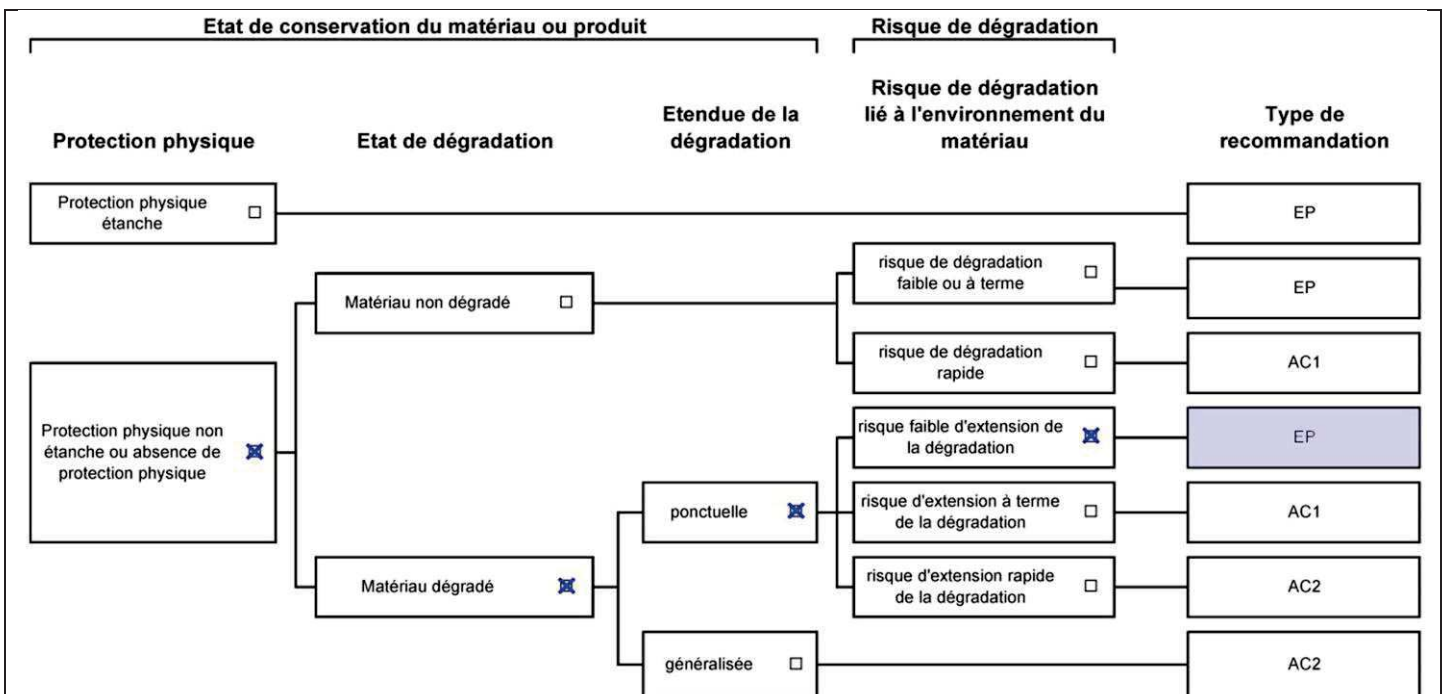 Etat de conservation du matériau ou produit
Risque de dégradation
Protection physique
Etat de dégradation
Etendue de la
dégradation
Risque de dégradation
lié à l'environnement du
matériau
Type de
recommandation
Protection physique
étanche
EP
Matériau non dégradé
risque de dégradation
faible ou à terme
EP
risque de dégradation
rapide
AC1
Protection physique non
étanche ou absence de
protection physique
risque faible d'extension de
la dégradation
EP
ponctuelle
risque d'extension à terme
de la dégradation
AC1
Matériau dégradé
risque d'extension rapide
de la dégradation
AC2
généralisée
AC2